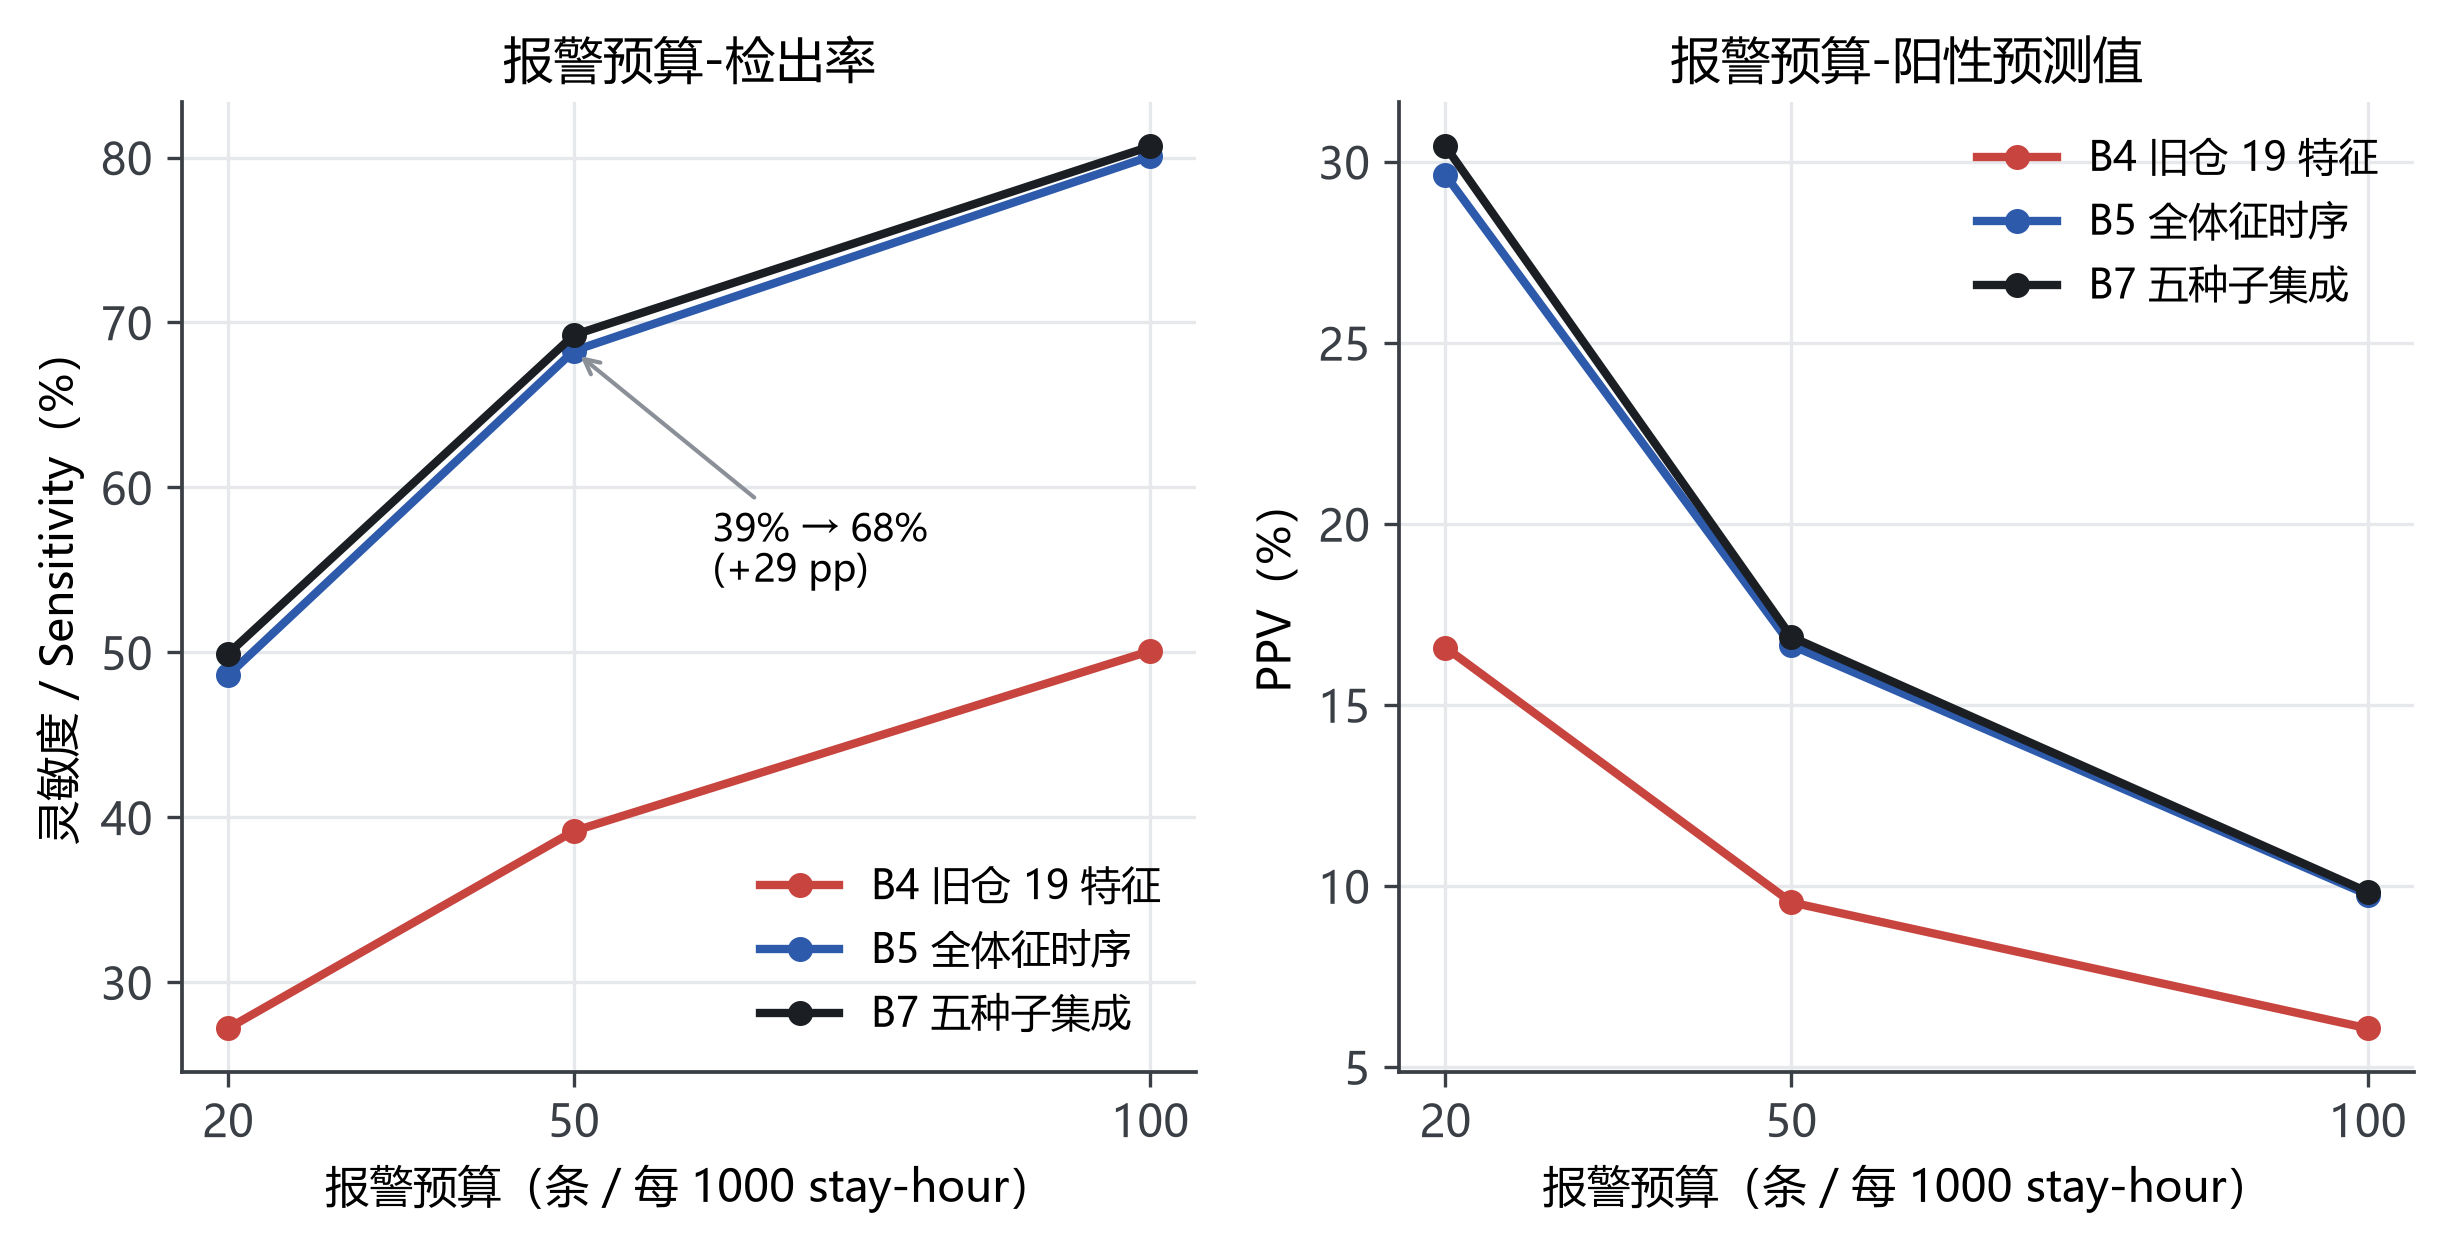 报警预算-检出率
灵敏度 / Sensitivity（%）
80
70
60
50
40
30
39% → 68%
(+29 pp)
B4 旧仓 19 特征
B5 全体征时序
B7 五种子集成
20
50
100
报警预算（条 / 每 1000 stay-hour）
报警预算-阳性预测值
PPV（%）
30
25
20
15
10
5
B4 旧仓 19 特征
B5 全体征时序
B7 五种子集成
20
50
100
报警预算（条 / 每 1000 stay-hour）